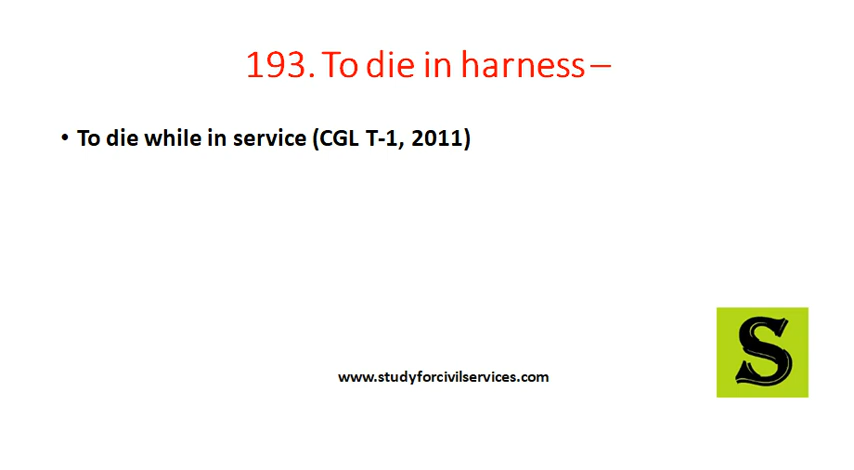 193. To die in harness –
• To die while in service (CGL T-1, 2011)
S
www.studyforcivilservices.com